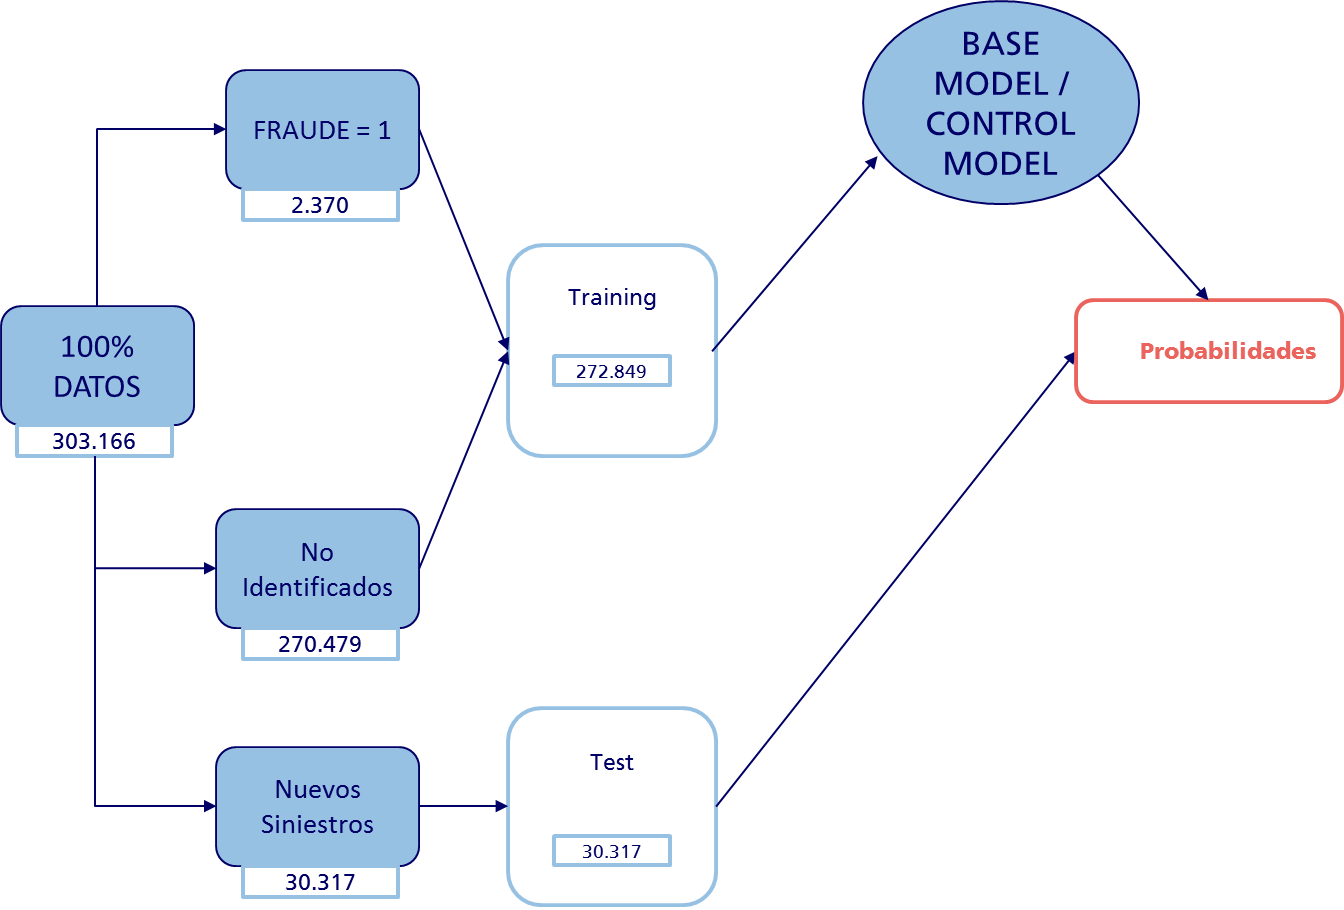 BASE
MODEL /
CONTROL
MODEL
FRAUDE = 1
2.370
Training
272.849
Probabilidades
100%
DATOS
303.166
No
Identificados
270.479
Nuevos
Siniestros
30.317
Test
30.317